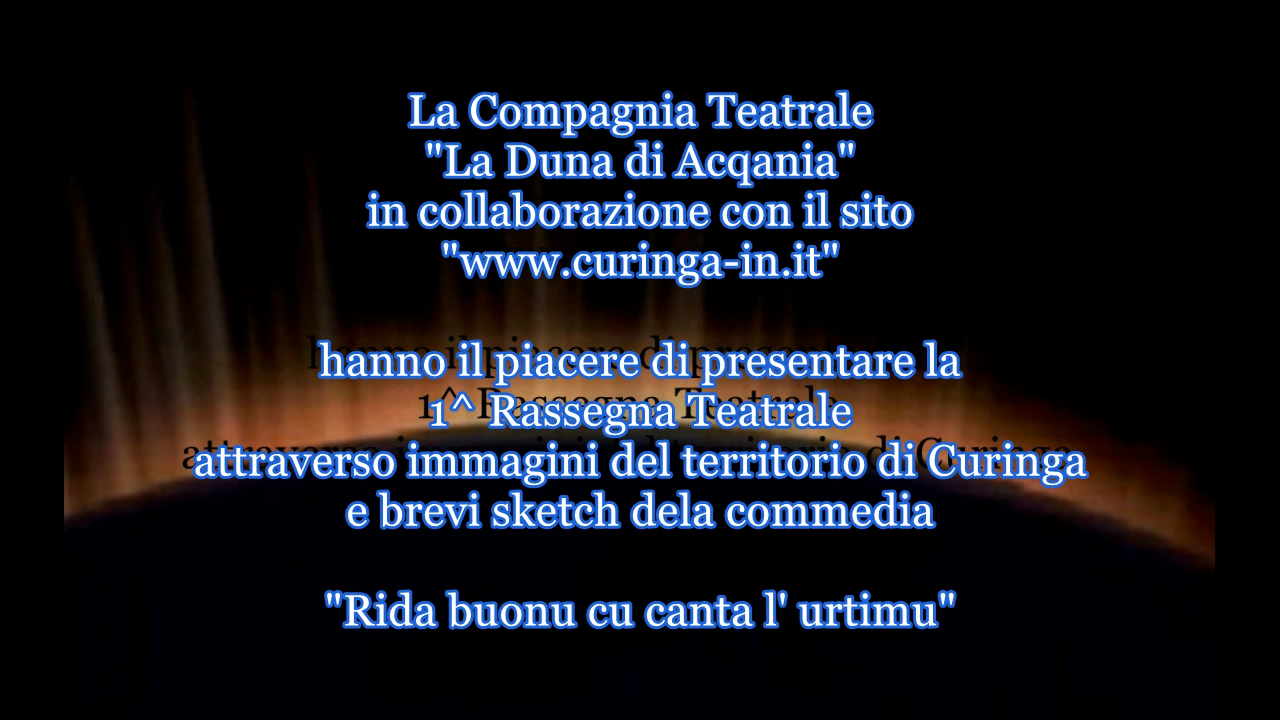 La Compagnia Teatrale
"La Duna di Acqania"
in collaborazione con il sito
"www.curinga-in.it"
hanno il piacere di presentare la
1^ Rassegna Teatrale
attraverso immagini del territorio di Curinga
e brevi sketch dela commedia
"Rida buonu cu canta l' urtimu"